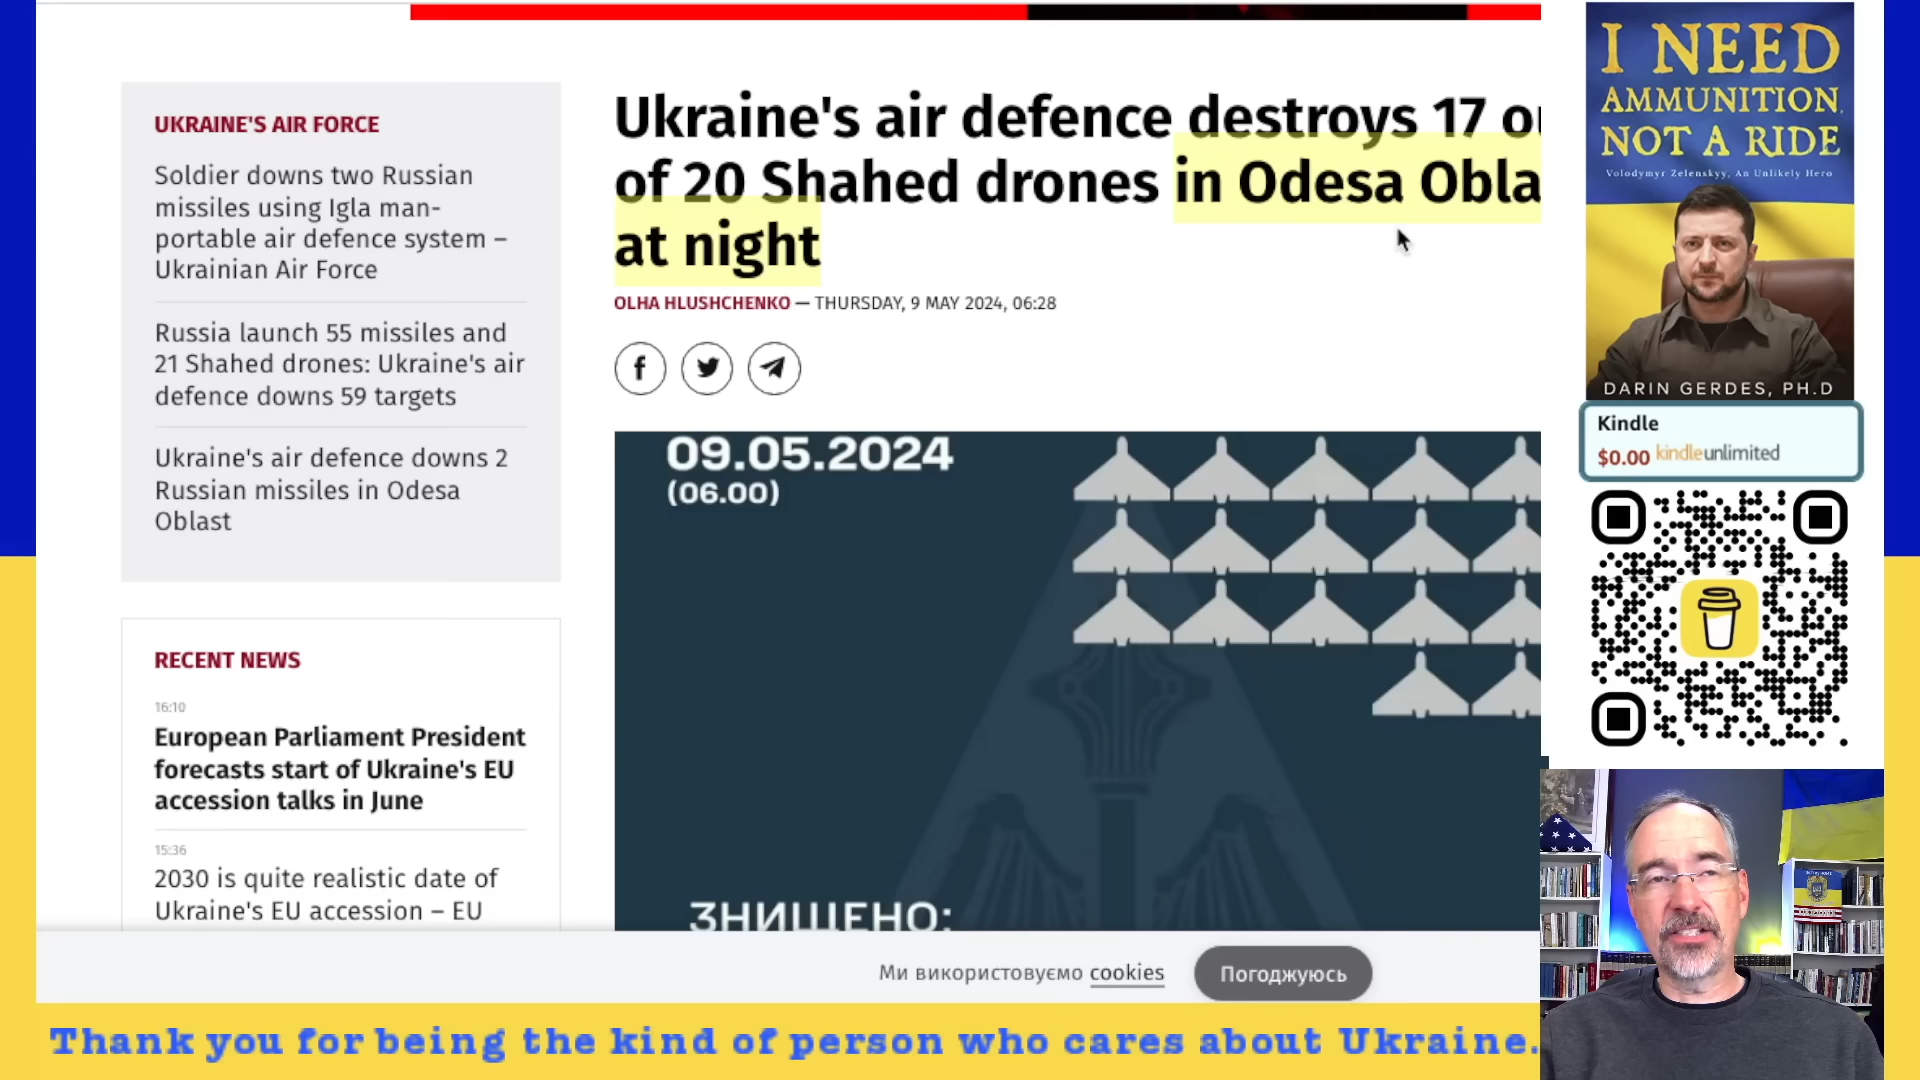 UKRAINE'S AIR FORCE
Soldier downs two Russian
missiles using Igla man-
portable air defence system –
Ukrainian Air Force
Russia launch 55 missiles and
21 Shahed drones: Ukraine's air
defence downs 59 targets
Ukraine's air defence downs 2
Russian missiles in Odesa
Oblast
RECENT NEWS
16:10
European Parliament President
forecasts start of Ukraine's EU
accession talks in June
15:36
2030 is quite realistic date of
Ukraine's EU accession – EU
Ukraine's air defence destroys 17 o
of 20 Shahed drones in Odesa Obla
at night
OLHA HLUSHCHENKO — THURSDAY, 9 MAY 2024, 06:28
09.05.2024
(06.00)
ЗНИЩЕНО:
Ми використовуємо cookies
Погоджуюсь
I NEED
AMMUNITION,
NOT A RIDE
Volodymyr Zelenskyy, An Unlikely Hero
DARIN GERDES, PH.D
Kindle
$0.00 kindleunlimited
Thank you for being the kind of person who cares about Ukraine.